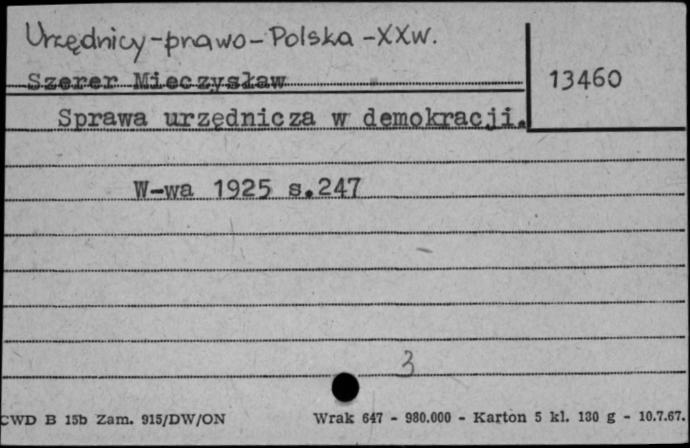 Urzędnicy-prawo-Polska-XXw.
Szerer Mieczysław
13460
Sprawa urzędnicza w demokracji.
W-wa 1925 s.247
3
CWD B 15b Zam. 915/DW/ON
Wrak 647 - 980.000 - Karton 5 kl. 180 g - 10.7.67.